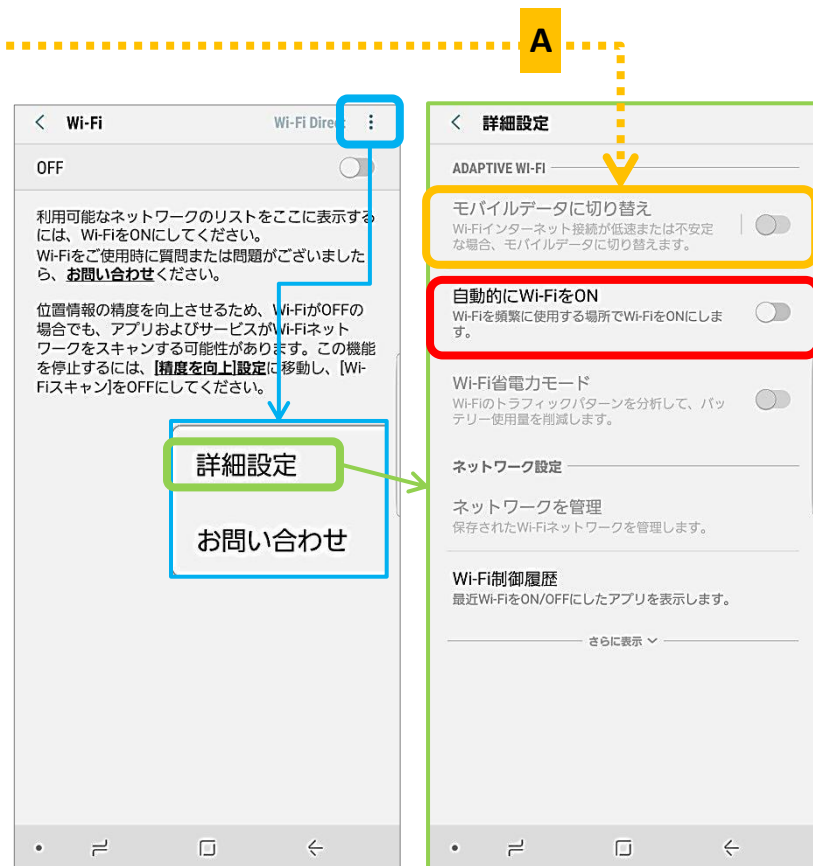 A
Wi-Fi
Wi-Fi Direct
OFF
利用可能なネットワークのリストをここに表示する
には、Wi-FiをONにしてください。
Wi-Fiをご使用時に質問または問題がございました
ら、お問い合わせください。
位置情報の精度を向上させるため、Wi-FiがOFFの
場合でも、アプリおよびサービスがWi-Fiネット
ワークをスキャンする可能性があります。この機能
を停止するには、[精度を向上]設定に移動し、[Wi-
Fiスキャン]をOFFにしてください。
詳細設定
お問い合わせ
詳細設定
ADAPTIVE WI-FI
モバイルデータに切り替え
Wi-Fiインターネット接続が低速または不安定
な場合、モバイルデータに切り替えます。
自動的にWi-FiをON
Wi-Fiを頻繁に使用する場所でWi-FiをONにしま
す。
Wi-Fi省電力モード
Wi-Fiのトラフィックパターンを分析して、バッ
テリー使用量を削減します。
ネットワーク設定
ネットワークを管理
保存されたWi-Fiネットワークを管理します。
Wi-Fi制御履歴
最近Wi-FiをON/OFFにしたアプリを表示します。
さらに表示